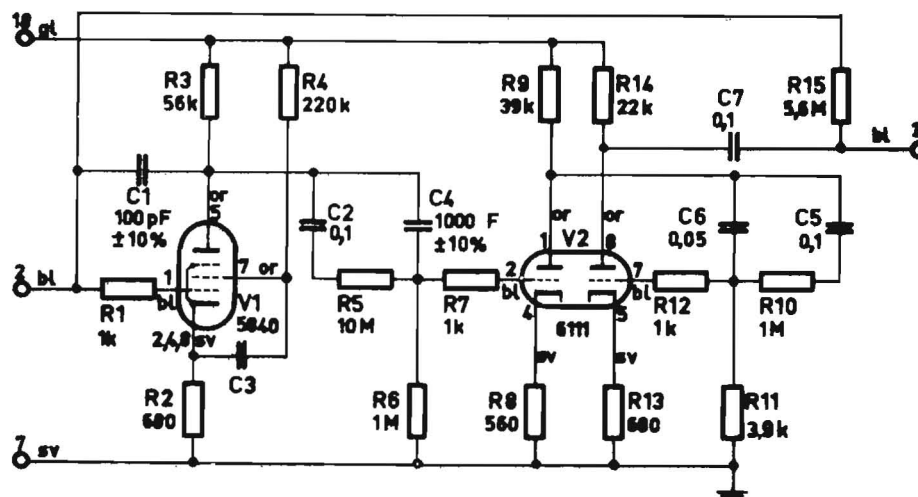 18
gl
R3
56k
R4
220k
R9
39k
R14
22k
R15
5,6M
C7
0,1
bl
C1
100pF
±10%
or
5
C2
0,1
C4
1000 F
±10%
or
1
or
8
V2
C6
0,05
C5
0,1
2
bl
R1
1k
1
bl
7
or
V1
5840
2,4,8
sv
C3
R5
10M
R7
1k
2
bl
7
bl
4
6111
5
R12
1k
R10
1M
sv
sv
R2
680
R6
1M
R8
560
R13
680
R11
3,9k
7
sv